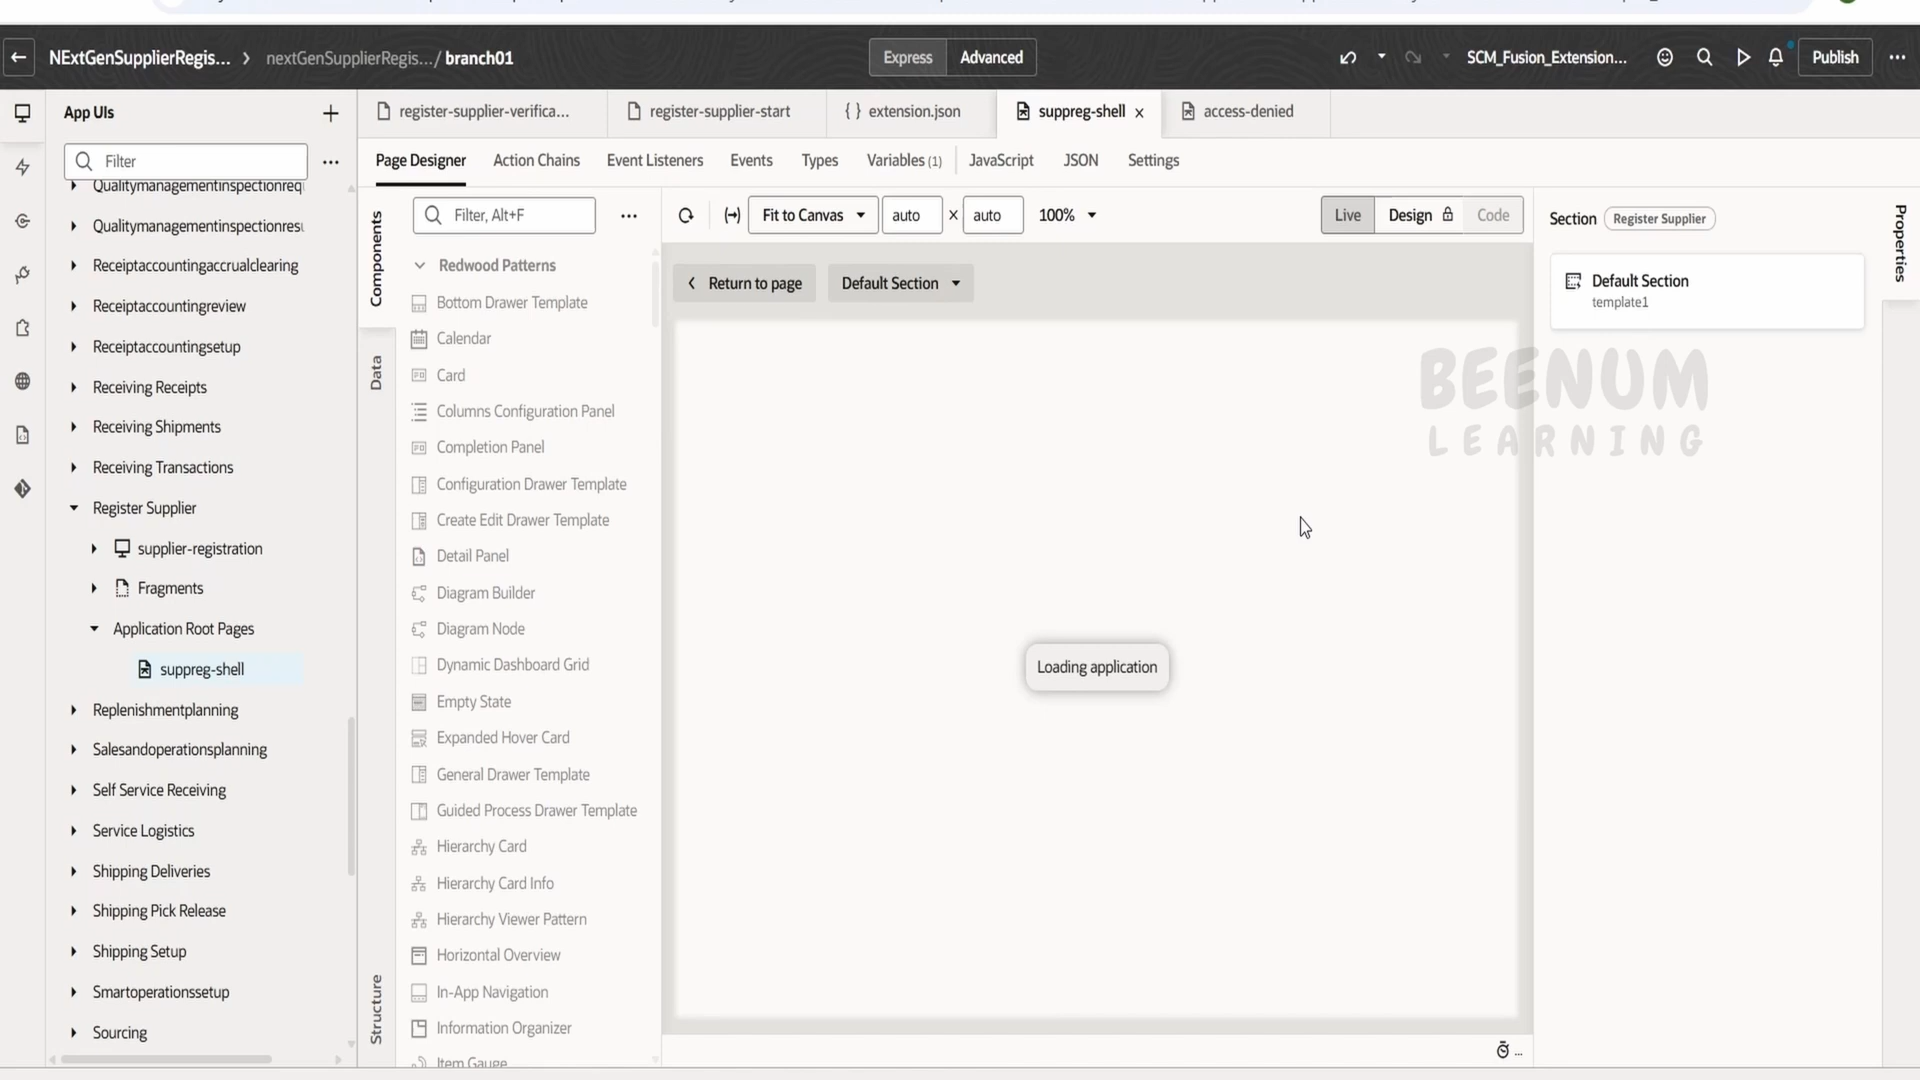 NExtGenSupplierRegis... nextGenSupplierRegis... / branch01
Express Advanced
SCM_Fusion_Extension...
Publish
App UIs
Filter
Qualitymanagementinspectionreq
Qualitymanagementinspectionresu
Receiptaccountingaccrualclearing
Receiptaccountingreview
Receiptaccountingsetup
Receiving Receipts
Receiving Shipments
Receiving Transactions
Register Supplier
supplier-registration
Fragments
Application Root Pages
suppreg-shell
Replenishmentplanning
Salesandoperationsplanning
Self Service Receiving
Service Logistics
Shipping Deliveries
Shipping Pick Release
Shipping Setup
Smartoperationssetup
Sourcing
register-supplier-verifica... register-supplier-start { } extension.json suppreg-shell access-denied
Page Designer Action Chains Event Listeners Events Types Variables (1) JavaScript JSON Settings
Components
Data
Structure
Filter, Alt+F
Redwood Patterns
Bottom Drawer Template
Calendar
Card
Columns Configuration Panel
Completion Panel
Configuration Drawer Template
Create Edit Drawer Template
Detail Panel
Diagram Builder
Diagram Node
Dynamic Dashboard Grid
Empty State
Expanded Hover Card
General Drawer Template
Guided Process Drawer Template
Hierarchy Card
Hierarchy Card Info
Hierarchy Viewer Pattern
Horizontal Overview
In-App Navigation
Information Organizer
Item Gauge
Fit to Canvas auto × auto 100%
Live Design Code
Return to page Default Section
Loading application
Section Register Supplier
Default Section
template1
Properties
BEENUM
LEARNING